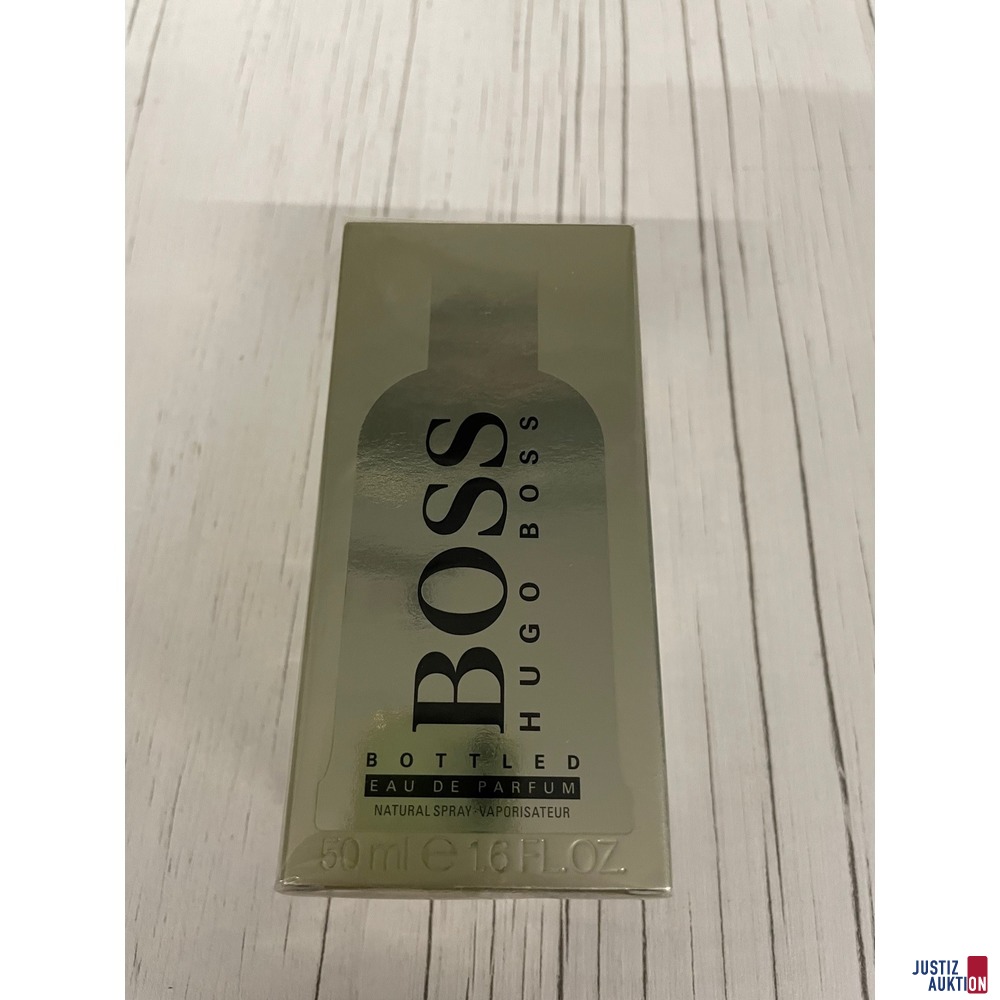 BOSS
HUGO BOSS
BOTTLED
EAU DE PARFUM
NATURAL SPRAY VAPORISATEUR
50 ml e 1.6 FL.OZ.
JUSTIZ
AUKTION